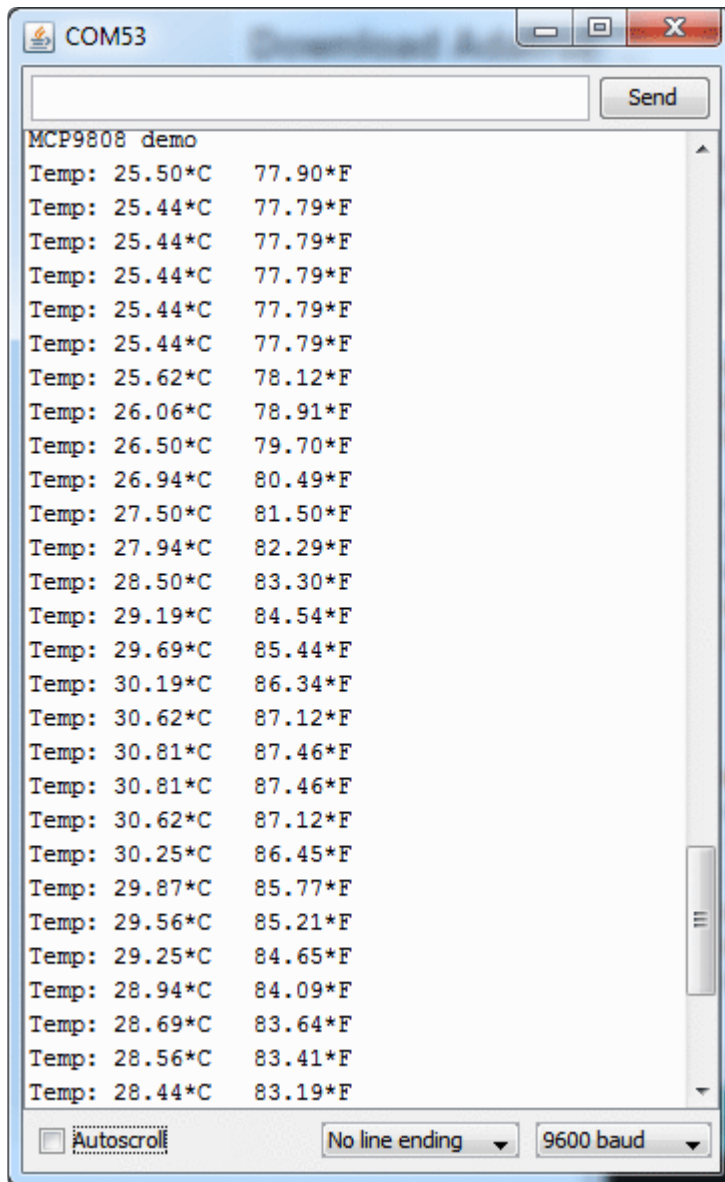 COM53
Send
MCP9808 demo
Temp: 25.50*C 77.90*F
Temp: 25.44*C 77.79*F
Temp: 25.44*C 77.79*F
Temp: 25.44*C 77.79*F
Temp: 25.44*C 77.79*F
Temp: 25.44*C 77.79*F
Temp: 25.62*C 78.12*F
Temp: 26.06*C 78.91*F
Temp: 26.50*C 79.70*F
Temp: 26.94*C 80.49*F
Temp: 27.50*C 81.50*F
Temp: 27.94*C 82.29*F
Temp: 28.50*C 83.30*F
Temp: 29.19*C 84.54*F
Temp: 29.69*C 85.44*F
Temp: 30.19*C 86.34*F
Temp: 30.62*C 87.12*F
Temp: 30.81*C 87.46*F
Temp: 30.81*C 87.46*F
Temp: 30.62*C 87.12*F
Temp: 30.25*C 86.45*F
Temp: 29.87*C 85.77*F
Temp: 29.56*C 85.21*F
Temp: 29.25*C 84.65*F
Temp: 28.94*C 84.09*F
Temp: 28.69*C 83.64*F
Temp: 28.56*C 83.41*F
Temp: 28.44*C 83.19*F
Autoscroll No line ending 9600 baud